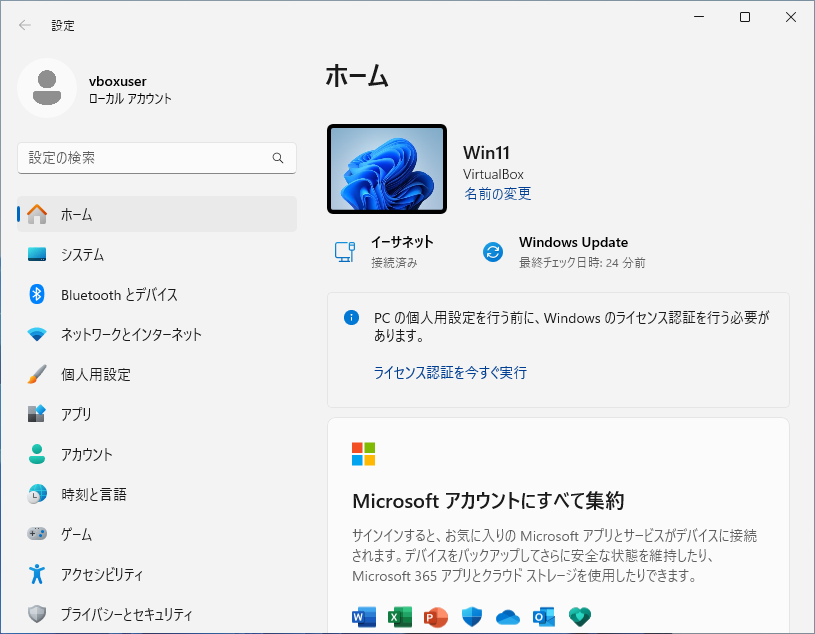 設定
vboxuser
ローカル アカウント
設定の検索
ホーム
システム
Bluetooth とデバイス
ネットワークとインターネット
個人用設定
アプリ
アカウント
時刻と言語
ゲーム
アクセシビリティ
プライバシーとセキュリティ
ホーム
Win11
VirtualBox
名前の変更
イーサネット
接続済み
Windows Update
最終チェック日時: 24 分前
PC の個人用設定を行う前に、Windows のライセンス認証を行う必要が
あります。
ライセンス認証を今すぐ実行
Microsoft アカウントにすべて集約
サインインすると、お気に入りの Microsoft アプリとサービスがデバイスに接続
されます。デバイスをバックアップしてさらに安全な状態を維持したり、
Microsoft 365 アプリとクラウド ストレージを使用したりできます。